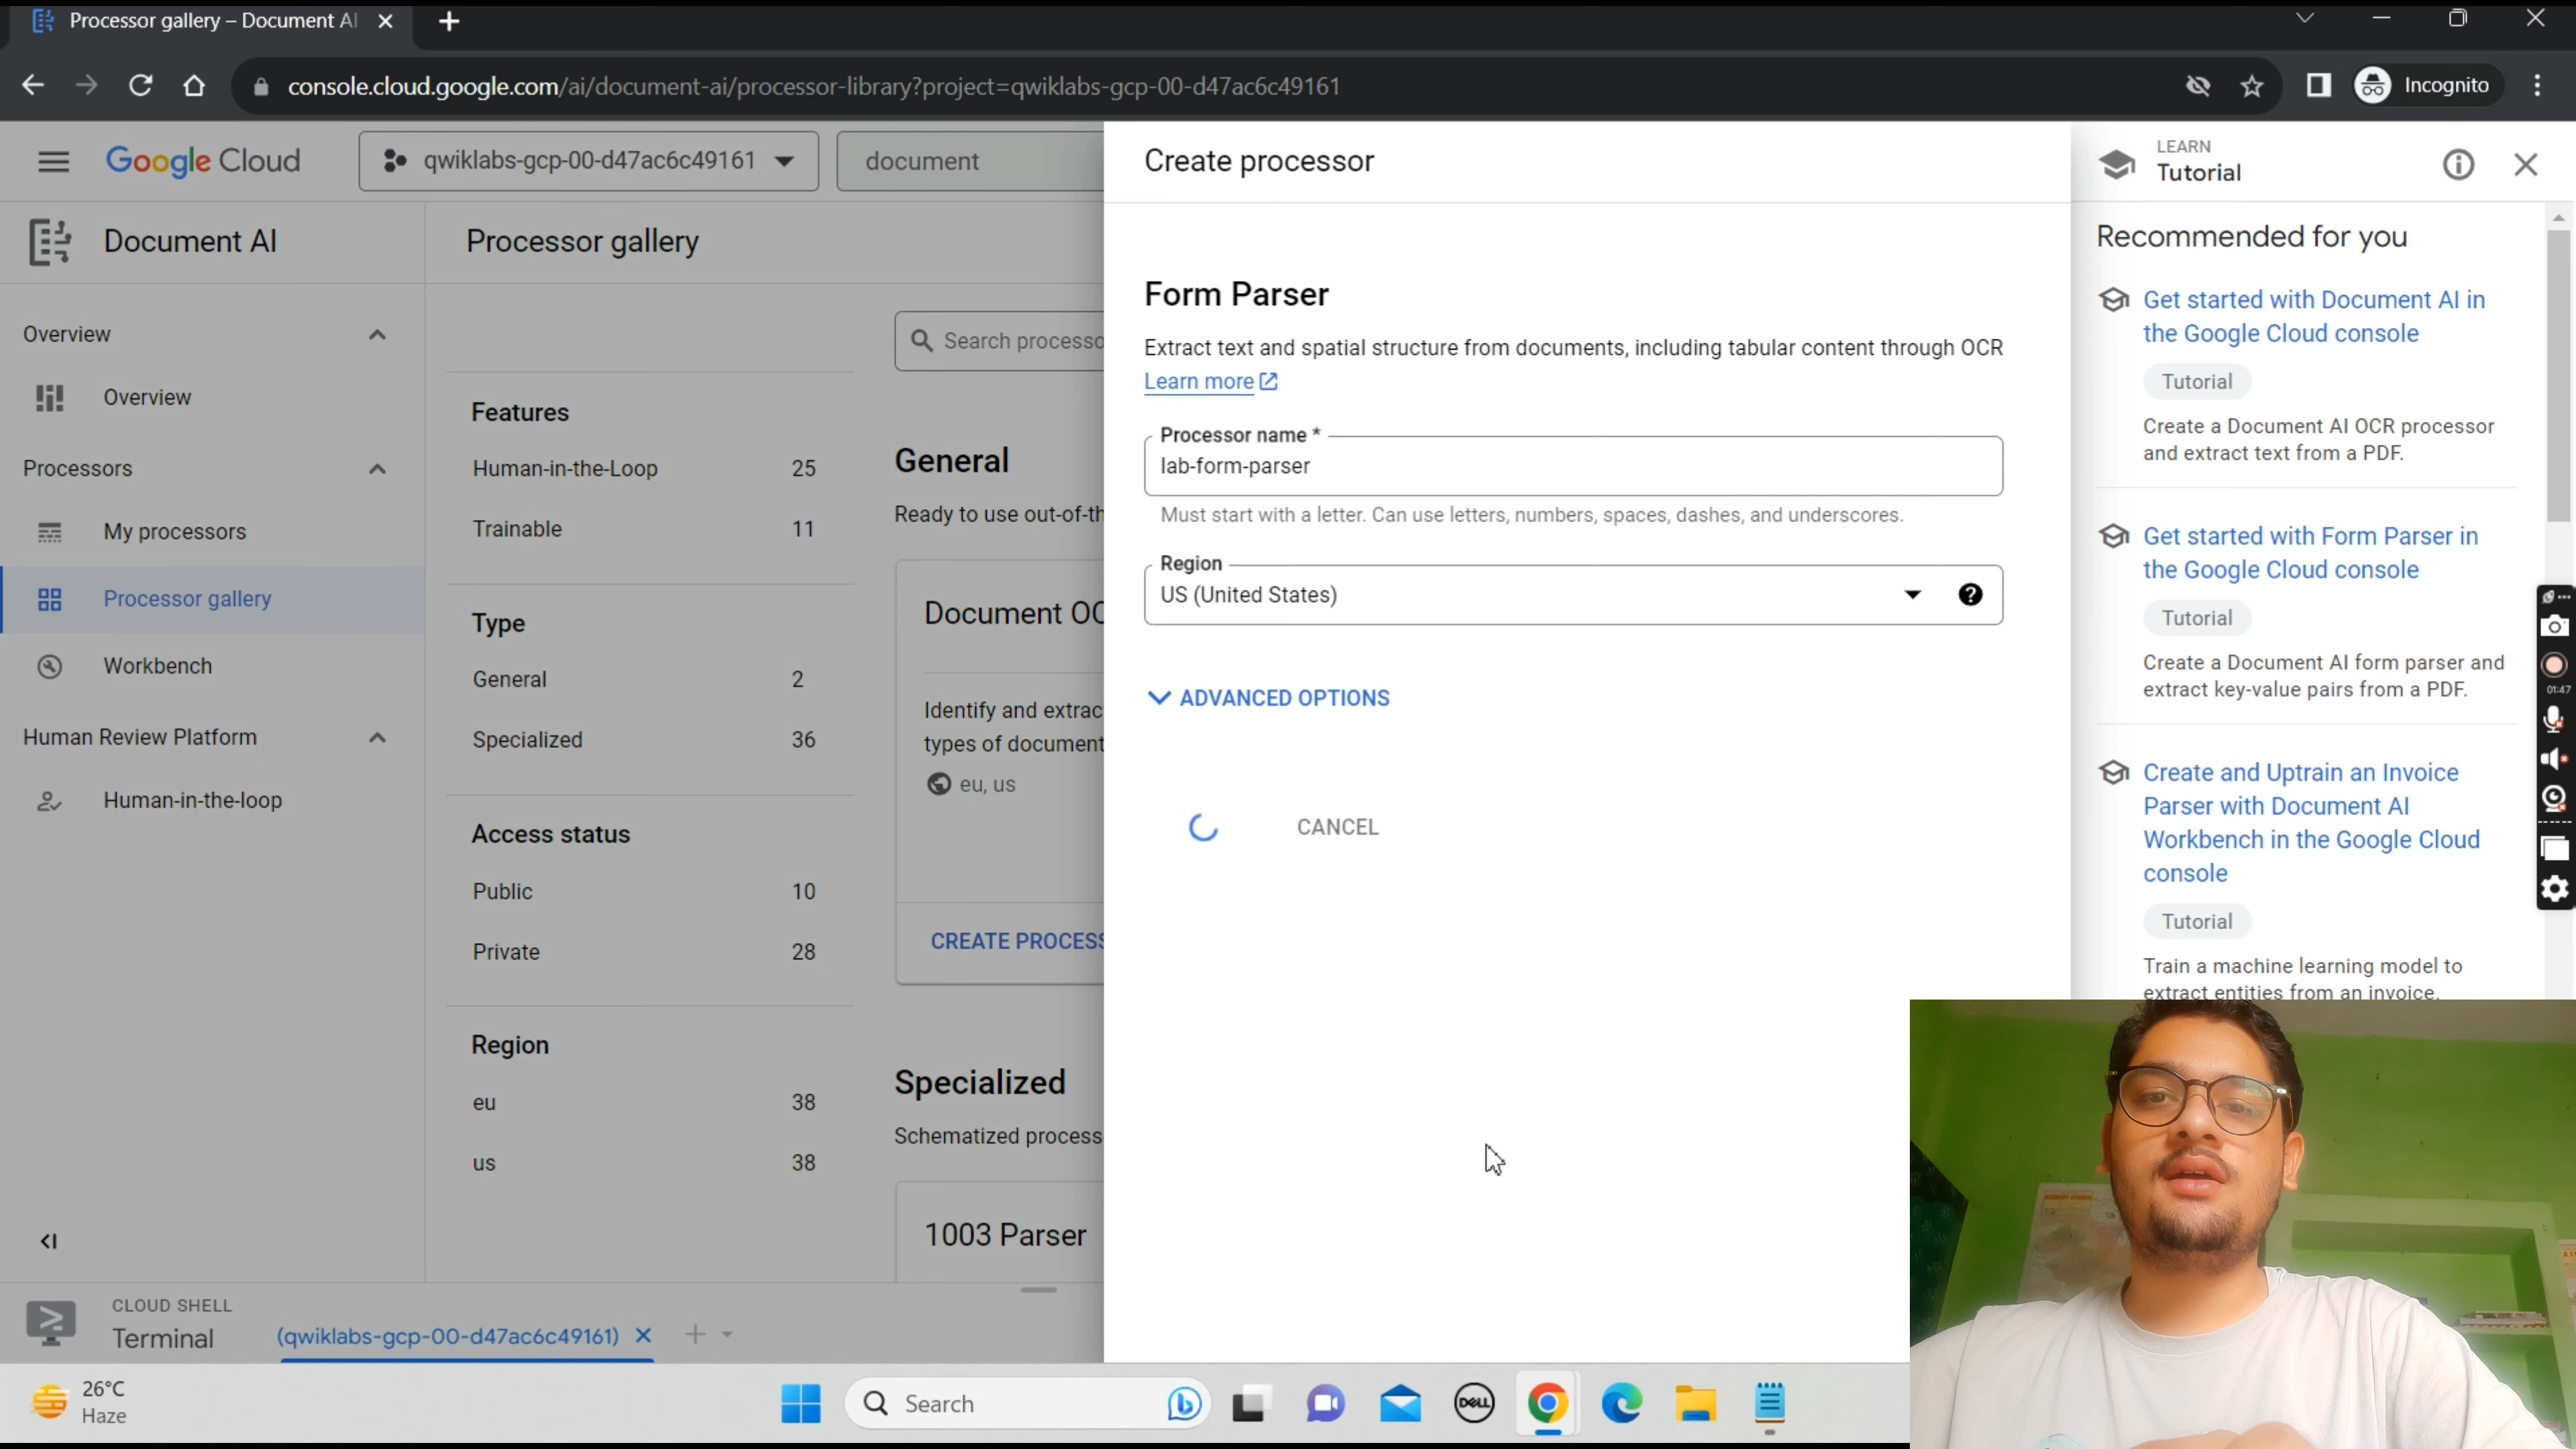 Processor gallery – Document AI
console.cloud.google.com/ai/document-ai/processor-library?project=qwiklabs-gcp-00-d47ac6c49161
Incognito
Google Cloud
qwiklabs-gcp-00-d47ac6c49161
document
Document AI
Overview
Overview
Processors
My processors
Processor gallery
Workbench
Human Review Platform
Human-in-the-loop
Processor gallery
Search processo
Features
Human-in-the-Loop 25
Trainable 11
Type
General 2
Specialized 36
Access status
Public 10
Private 28
Region
eu 38
us 38
General
Ready to use out-of-th
Document OC
Identify and extrac
types of document
eu, us
CREATE PROCESS
Specialized
Schematized process
1003 Parser
Create processor
Form Parser
Extract text and spatial structure from documents, including tabular content through OCR
Learn more
Processor name *
lab-form-parser
Must start with a letter. Can use letters, numbers, spaces, dashes, and underscores.
Region
US (United States)
ADVANCED OPTIONS
CANCEL
LEARN
Tutorial
Recommended for you
Get started with Document AI in
the Google Cloud console
Tutorial
Create a Document AI OCR processor
and extract text from a PDF.
Get started with Form Parser in
the Google Cloud console
Tutorial
Create a Document AI form parser and
extract key-value pairs from a PDF.
Create and Uptrain an Invoice
Parser with Document AI
Workbench in the Google Cloud
console
Tutorial
Train a machine learning model to
extract entities from an invoice.
01:47
CLOUD SHELL
Terminal
(qwiklabs-gcp-00-d47ac6c49161)
26°C
Haze
Search
DELL